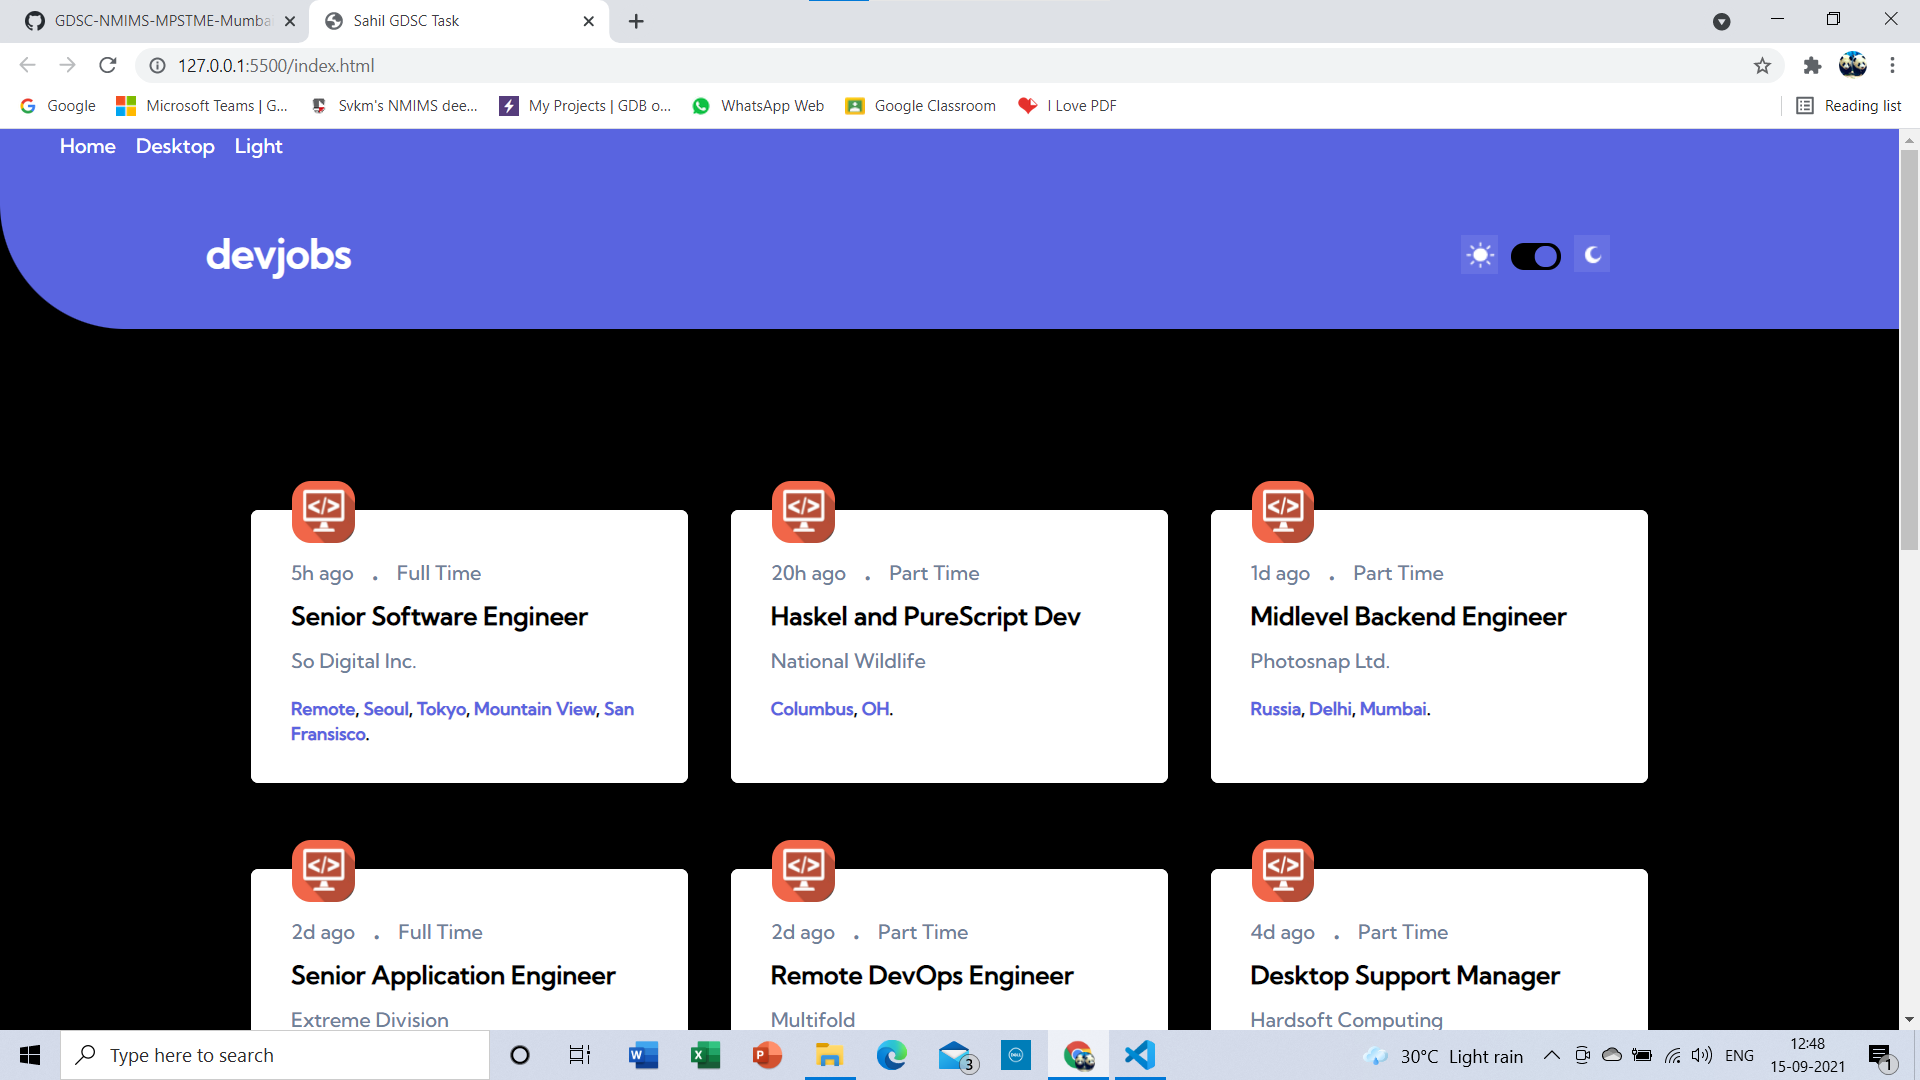 GDSC-NMIMS-MPSTME-Mumba
Sahil GDSC Task
127.0.0.1:5500/index.html
Google
Microsoft Teams | G...
Svkm's NMIMS dee...
My Projects | GDB o...
WhatsApp Web
Google Classroom
I Love PDF
Reading list
Home Desktop Light
devjobs
5h ago . Full Time
Senior Software Engineer
So Digital Inc.
Remote, Seoul, Tokyo, Mountain View, San
Fransisco.
20h ago . Part Time
Haskel and PureScript Dev
National Wildlife
Columbus, OH.
1d ago . Part Time
Midlevel Backend Engineer
Photosnap Ltd.
Russia, Delhi, Mumbai.
2d ago . Full Time
Senior Application Engineer
Extreme Division
2d ago . Part Time
Remote DevOps Engineer
Multifold
4d ago . Part Time
Desktop Support Manager
Hardsoft Computing
Type here to search
W
X
P
3
DELL
30°C Light rain
ENG
12:48
15-09-2021
1